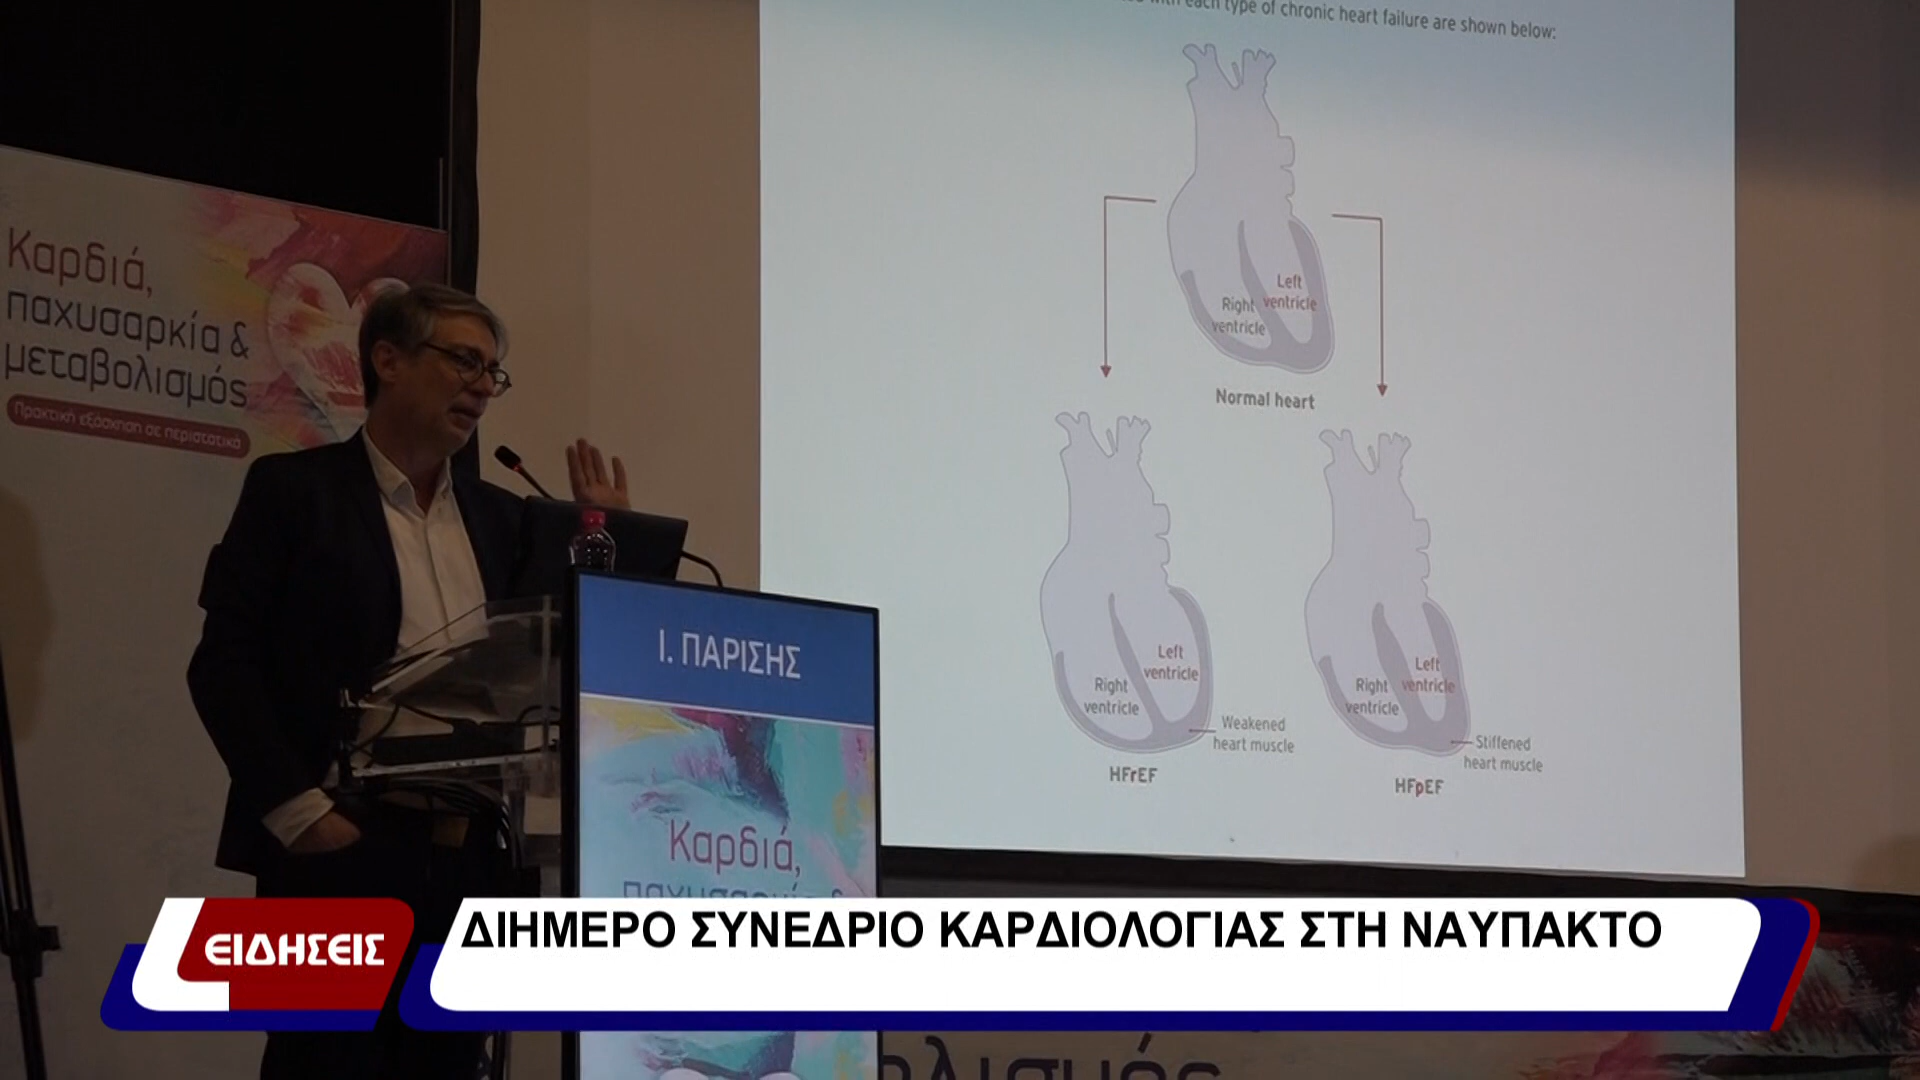 with each type of chronic heart failure are shown below:
Left
ventricle
Right
ventricle
Normal heart
Left
ventricle
Right
ventricle
Weakened
heart muscle
HFrEF
Left
ventricle
Right
ventricle
Stiffened
heart muscle
HFpEF
Καρδιά,
παχυσαρκία &
μεταβολισμός
Πρακτική εξάσκηση σε περιστατικά
Ι. ΠΑΡΙΣΗΣ
Καρδιά,
ΕΙΔΗΣΕΙΣ
ΔΙΗΜΕΡΟ ΣΥΝΕΔΡΙΟ ΚΑΡΔΙΟΛΟΓΙΑΣ ΣΤΗ ΝΑΥΠΑΚΤΟ